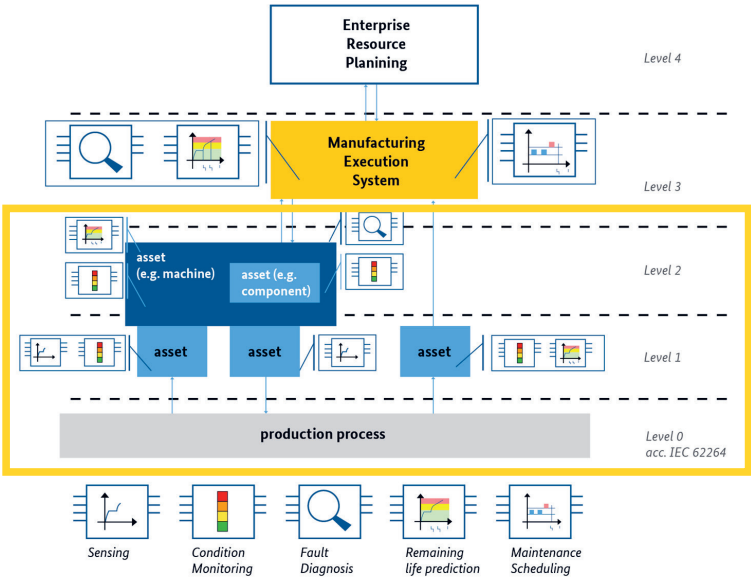 Enterprise
Resource
Planining
Level 4
Manufacturing
Execution
System
Level 3
asset
(e.g. machine)
asset (e.g.
component)
Level 2
asset
asset
asset
Level 1
production process
Level 0
acc. IEC 62264
Sensing
Condition
Monitoring
Fault
Diagnosis
Remaining
life prediction
Maintenance
Scheduling